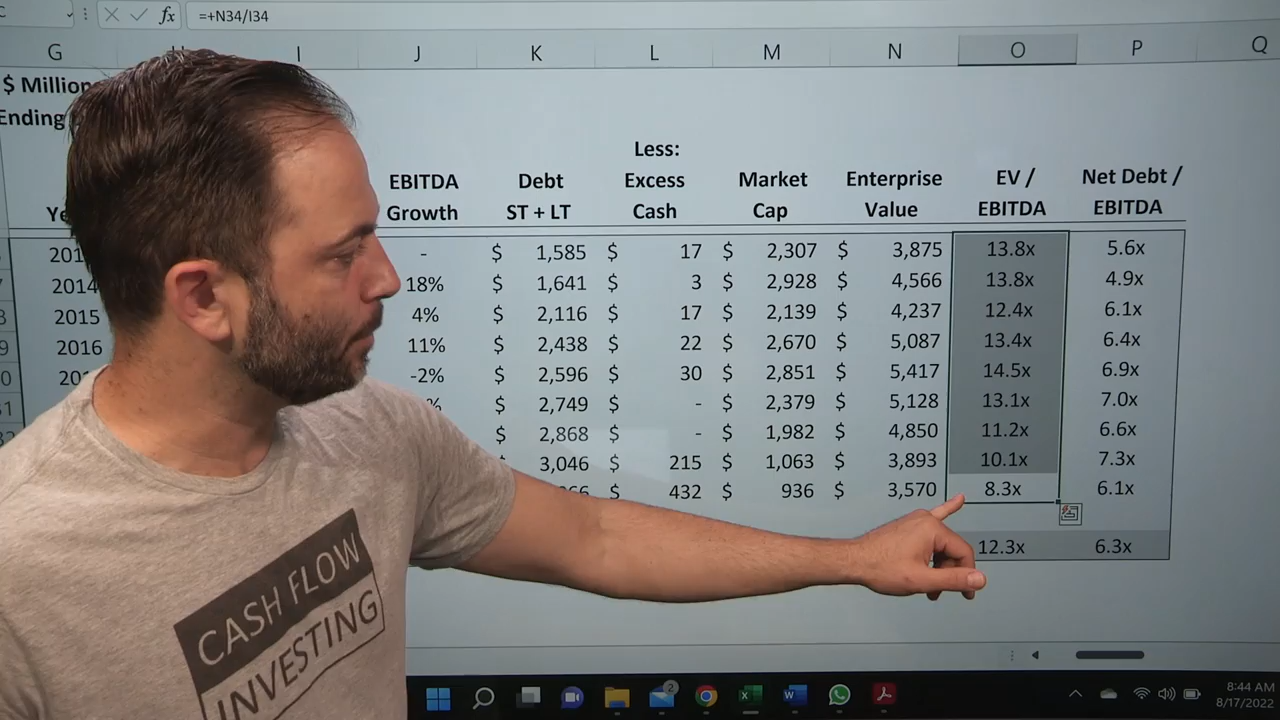 fx =+N34/I34
G I J K L M N O P Q
$ Million
Ending
Less:
EBITDA Debt Excess Market Enterprise EV / Net Debt /
Growth ST + LT Cash Cap Value EBITDA EBITDA
- $ 1,585 $ 17 $ 2,307 $ 3,875 13.8x 5.6x
2014 18% $ 1,641 $ 3 $ 2,928 $ 4,566 13.8x 4.9x
2015 4% $ 2,116 $ 17 $ 2,139 $ 4,237 12.4x 6.1x
2016 11% $ 2,438 $ 22 $ 2,670 $ 5,087 13.4x 6.4x
-2% $ 2,596 $ 30 $ 2,851 $ 5,417 14.5x 6.9x
% $ 2,749 $ - $ 2,379 $ 5,128 13.1x 7.0x
$ 2,868 $ - $ 1,982 $ 4,850 11.2x 6.6x
3,046 $ 215 $ 1,063 $ 3,893 10.1x 7.3x
$ 432 $ 936 $ 3,570 8.3x 6.1x
12.3x 6.3x
CASH FLOW
INVESTING
2
8:44 AM
8/17/2022